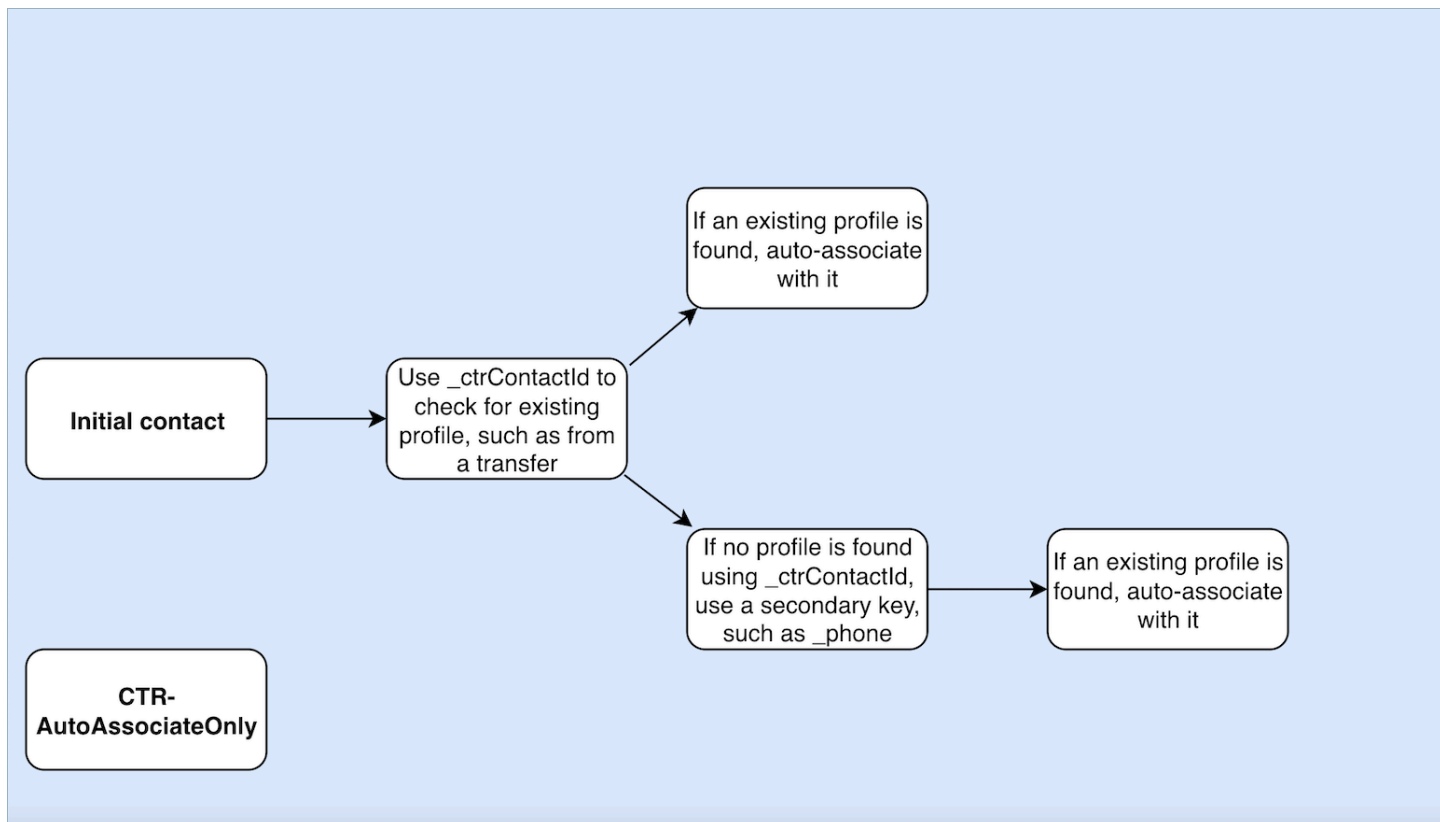 If an existing profile is
found, auto-associate
with it
Initial contact
Use _ctrContactId to
check for existing
profile, such as from
a transfer
If no profile is found
using _ctrContactId,
use a secondary key,
such as _phone
If an existing profile is
found, auto-associate
with it
CTR-
AutoAssociateOnly